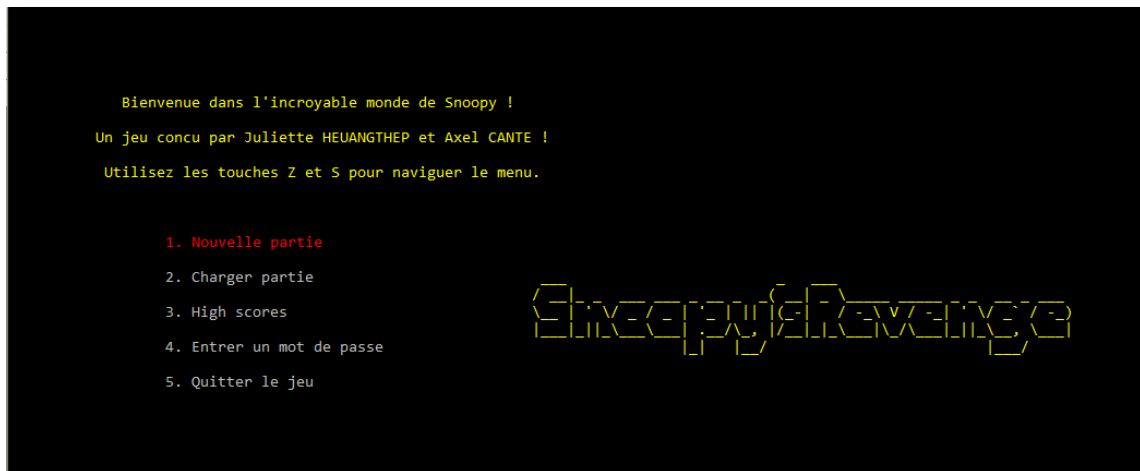 Bienvenue dans l'incroyable monde de Snoopy !
Un jeu concu par Juliette HEUANGTHEP et Axel CANTE !
Utilisez les touches Z et S pour naviguer le menu.
1. Nouvelle partie
2. Charger partie
3. High scores
4. Entrer un mot de passe
5. Quitter le jeu
Snoopy'sRevenge